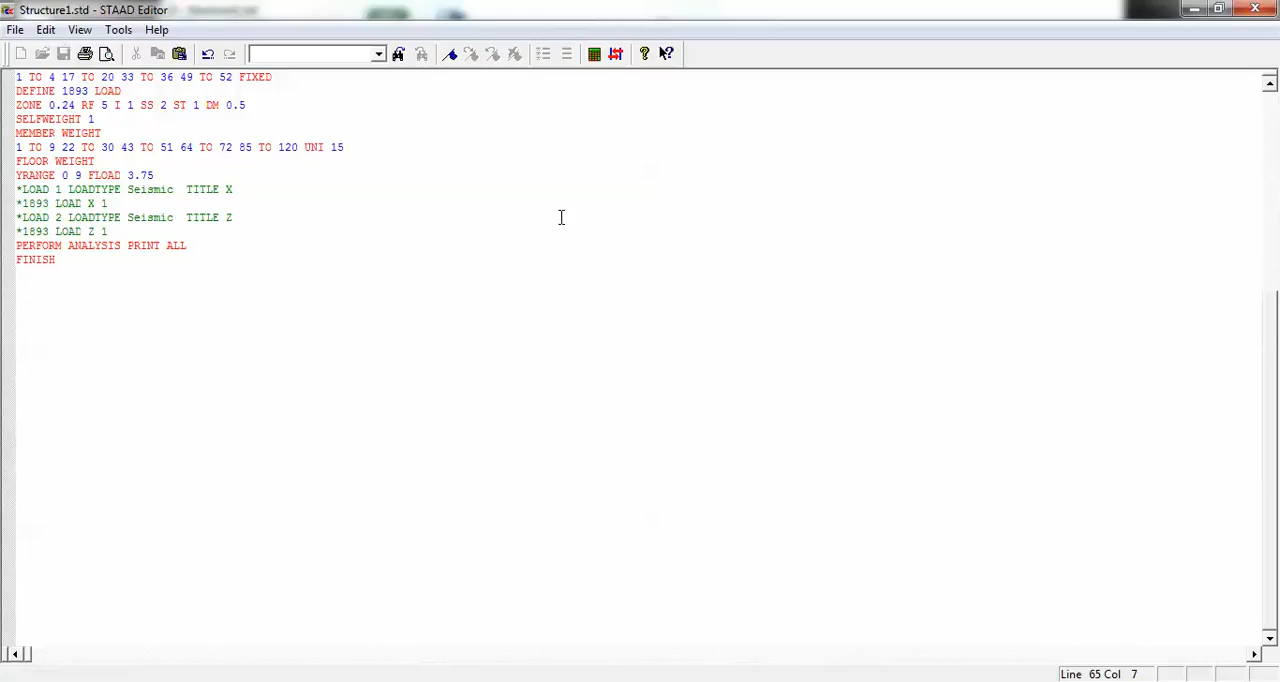 Structure1.std - STAAD Editor
File Edit View Tools Help
1 TO 4 17 TO 20 33 TO 36 49 TO 52 FIXED
DEFINE 1893 LOAD
ZONE 0.24 RF 5 I 1 SS 2 ST 1 DM 0.5
SELFWEIGHT 1
MEMBER WEIGHT
1 TO 9 22 TO 30 43 TO 51 64 TO 72 85 TO 120 UNI 15
FLOOR WEIGHT
YRANGE 0 9 FLOAD 3.75
*LOAD 1 LOADTYPE Seismic  TITLE X
*1893 LOAD X 1
*LOAD 2 LOADTYPE Seismic  TITLE Z
*1893 LOAD Z 1
PERFORM ANALYSIS PRINT ALL
FINISH
Line 65 Col 7